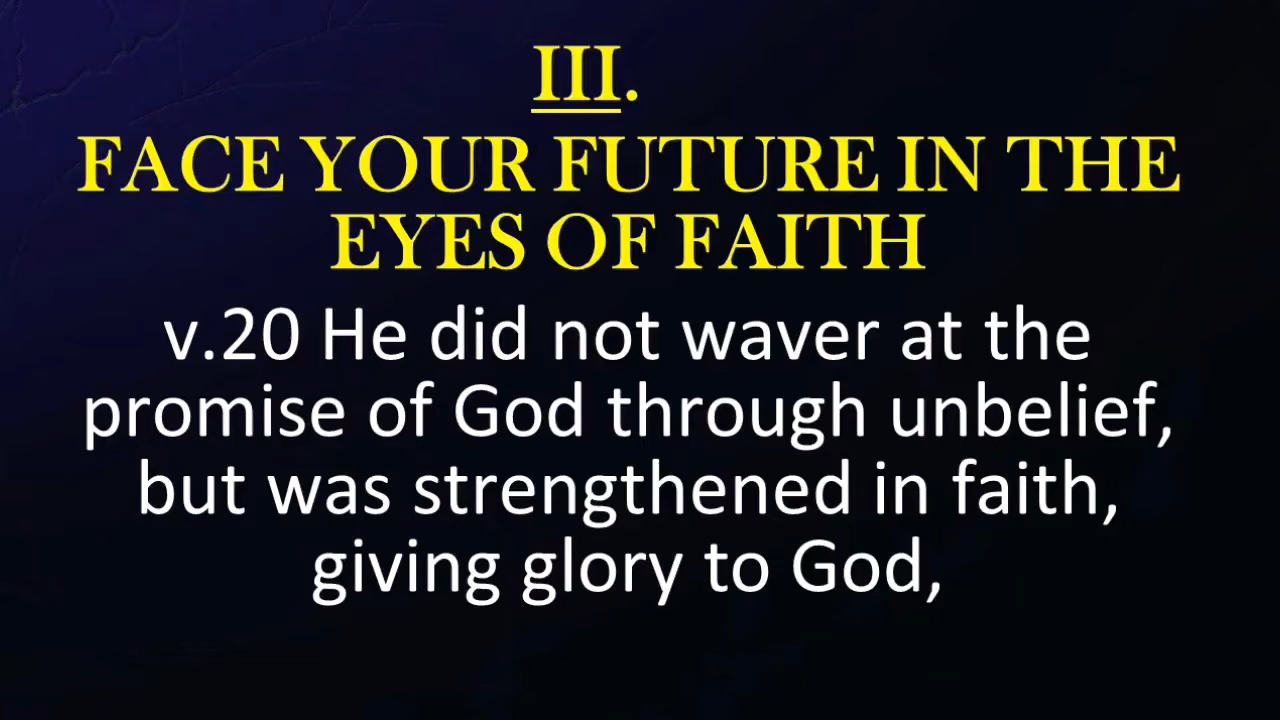 III.
FACE YOUR FUTURE IN THE
EYES OF FAITH
v.20 He did not waver at the
promise of God through unbelief,
but was strengthened in faith,
giving glory to God,